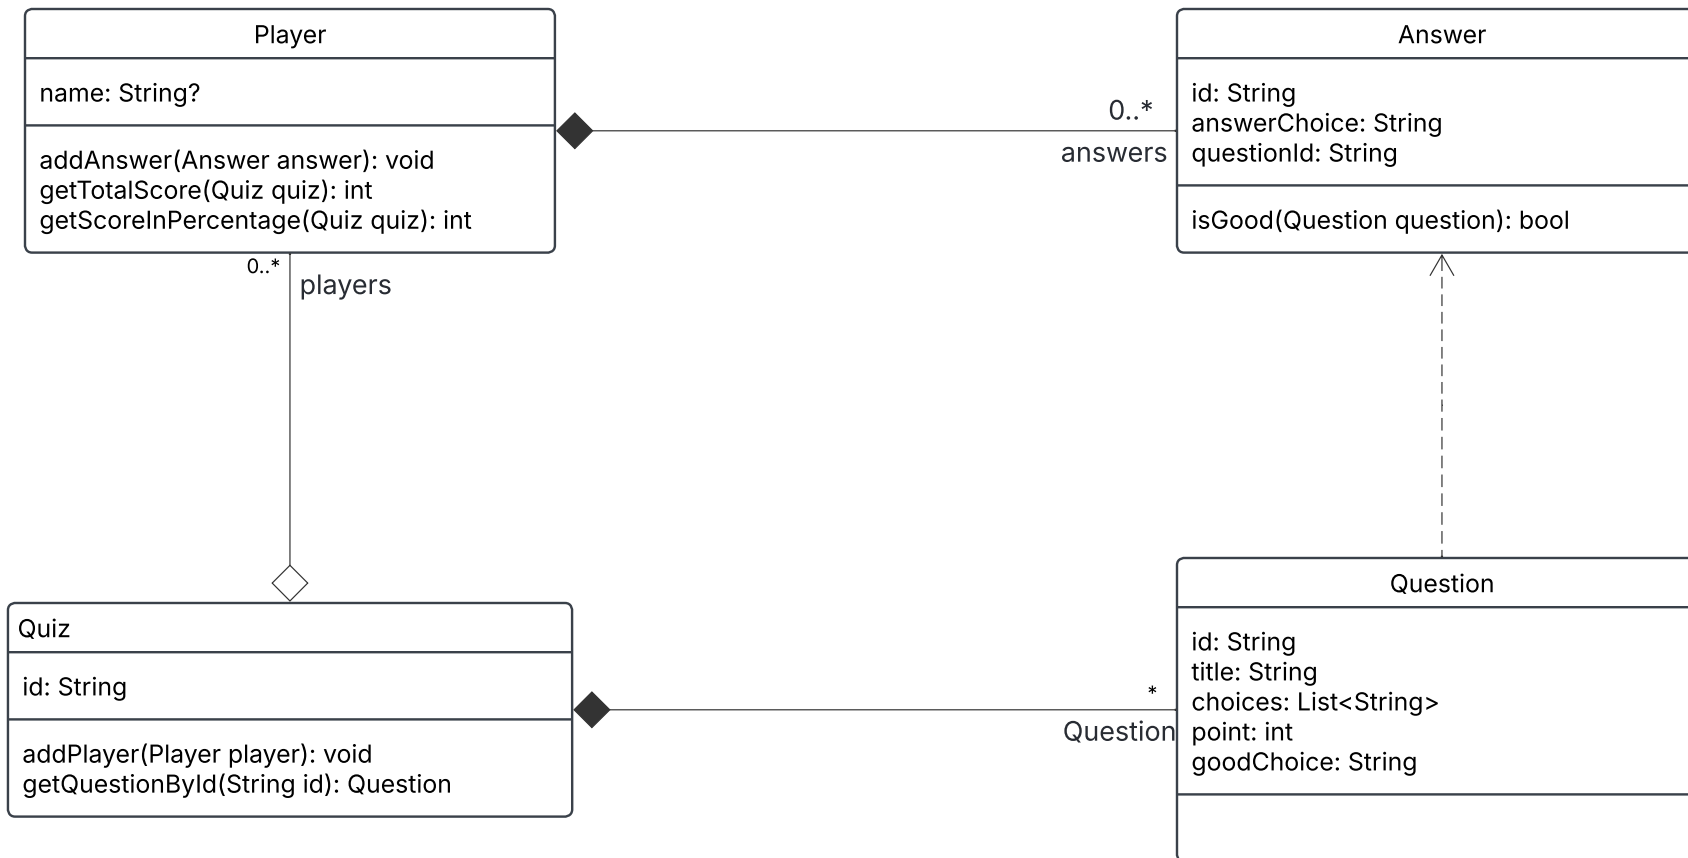 Player
name: String?
addAnswer(Answer answer): void
getTotalScore(Quiz quiz): int
getScoreInPercentage(Quiz quiz): int
0..*
answers
Answer
id: String
answerChoice: String
questionId: String
isGood(Question question): bool
0..*
players
Quiz
id: String
addPlayer(Player player): void
getQuestionById(String id): Question
*
Question
Question
id: String
title: String
choices: List<String>
point: int
goodChoice: String